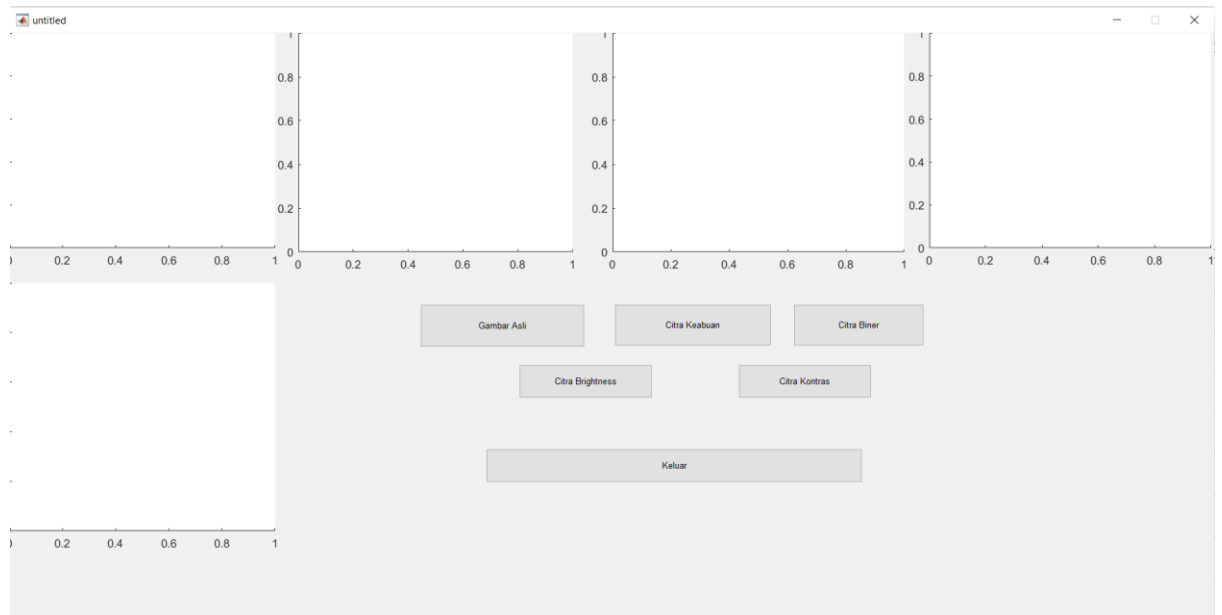 untitled
1 1 1
0.8 0.8 0.8
0.6 0.6 0.6
0.4 0.4 0.4
0.2 0.2 0.2
0 0 0
0.2 0.4 0.6 0.8 1 0 0.2 0.4 0.6 0.8 1 0 0.2 0.4 0.6 0.8 1 0 0.2 0.4 0.6 0.8 1
Gambar Asli Citra Keabuan Citra Biner
Citra Brightness Citra Kontras
Keluar
0.2 0.4 0.6 0.8 1